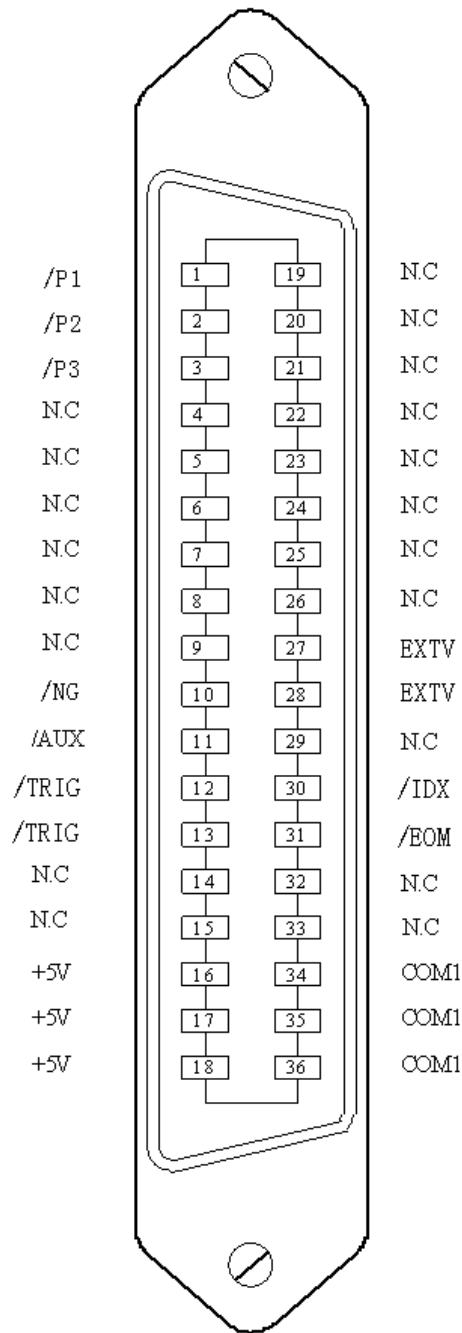 /P1 1 19 N.C
/P2 2 20 N.C
/P3 3 21 N.C
N.C 4 22 N.C
N.C 5 23 N.C
N.C 6 24 N.C
N.C 7 25 N.C
N.C 8 26 N.C
N.C 9 27 EXTV
/NG 10 28 EXTV
/AUX 11 29 N.C
/TRIG 12 30 /IDX
/TRIG 13 31 /EOM
N.C 14 32 N.C
N.C 15 33 N.C
+5V 16 34 COM1
+5V 17 35 COM1
+5V 18 36 COM1